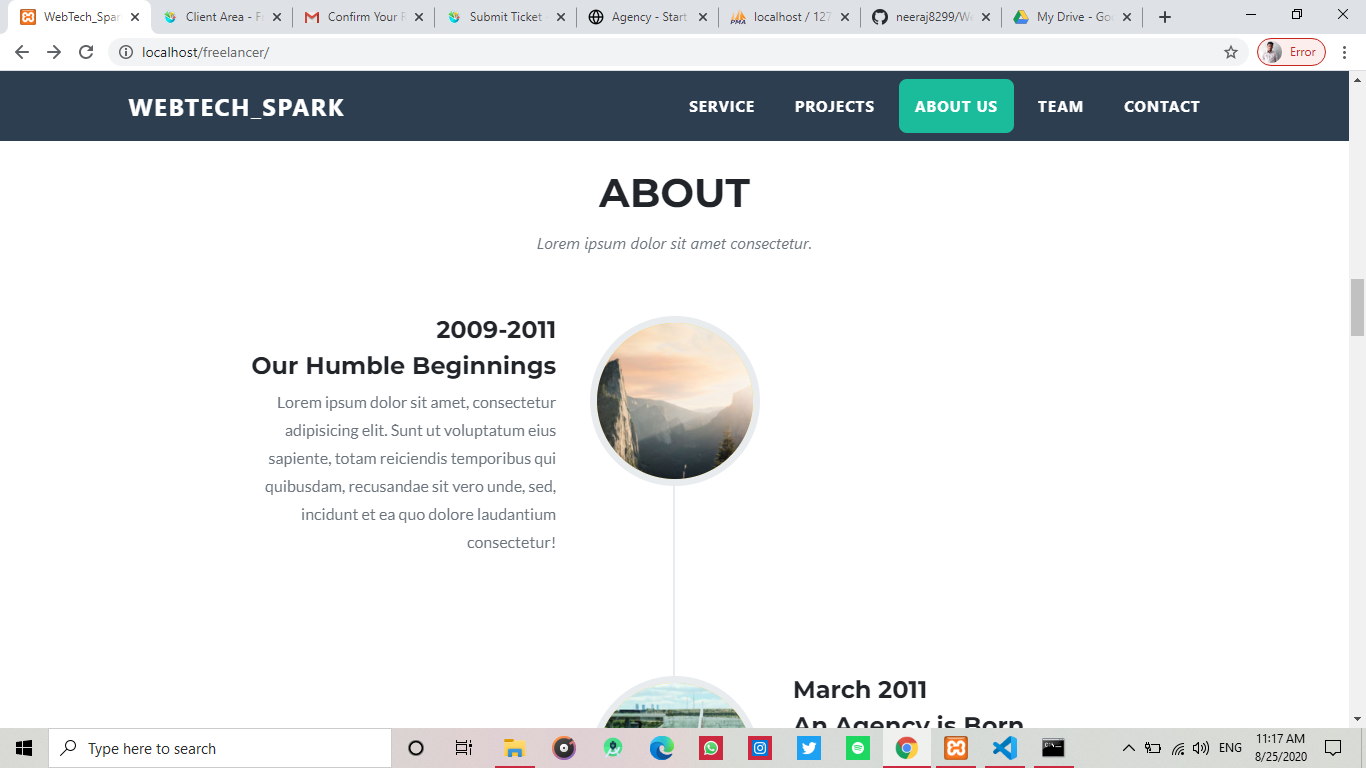 WebTech_Spar
Client Area - F
Confirm Your F
Submit Ticket
Agency - Start
localhost / 127
neeraj8299/We
My Drive - Goo
localhost/freelancer/
Error
WEBTECH_SPARK
SERVICE
PROJECTS
ABOUT US
TEAM
CONTACT
ABOUT
Lorem ipsum dolor sit amet consectetur.
2009-2011
Our Humble Beginnings
Lorem ipsum dolor sit amet, consectetur
adipisicing elit. Sunt ut voluptatum eius
sapiente, totam reiciendis temporibus qui
quibusdam, recusandae sit vero unde, sed,
incidunt et ea quo dolore laudantium
consectetur!
March 2011
An Agency is Born
Type here to search
ENG
11:17 AM
8/25/2020